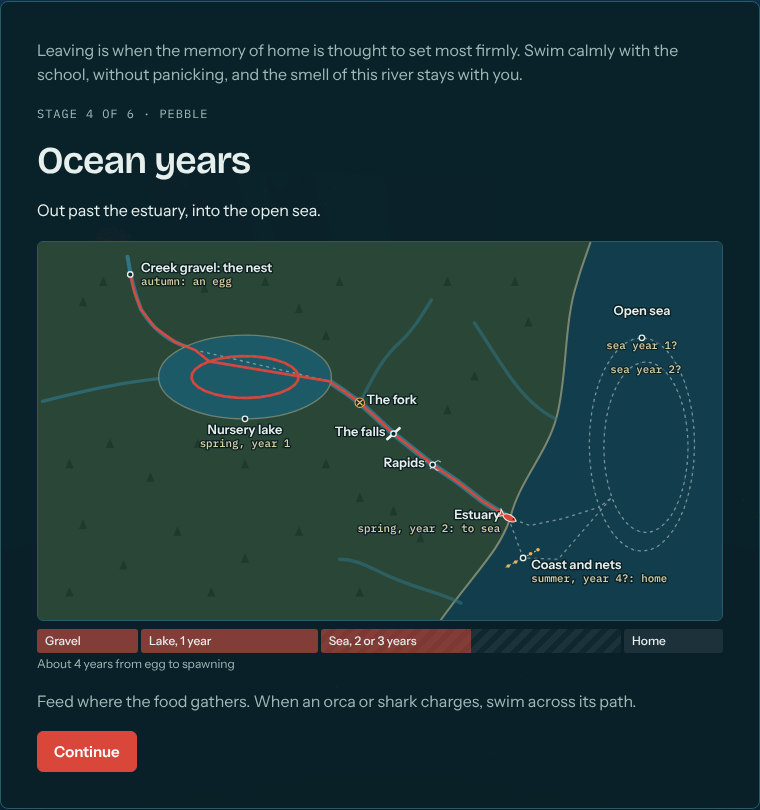 Leaving is when the memory of home is thought to set most firmly. Swim calmly with the
school, without panicking, and the smell of this river stays with you.
STAGE 4 OF 6 · PEBBLE
Ocean years
Out past the estuary, into the open sea.
Creek gravel: the nest
autumn: an egg
Open sea
sea year 1?
sea year 2?
The fork
Nursery lake
spring, year 1
The falls
Rapids
Estuary
spring, year 2: to sea
Coast and nets
summer, year 4?: home
Gravel
Lake, 1 year
Sea, 2 or 3 years
Home
About 4 years from egg to spawning
Feed where the food gathers. When an orca or shark charges, swim across its path.
Continue